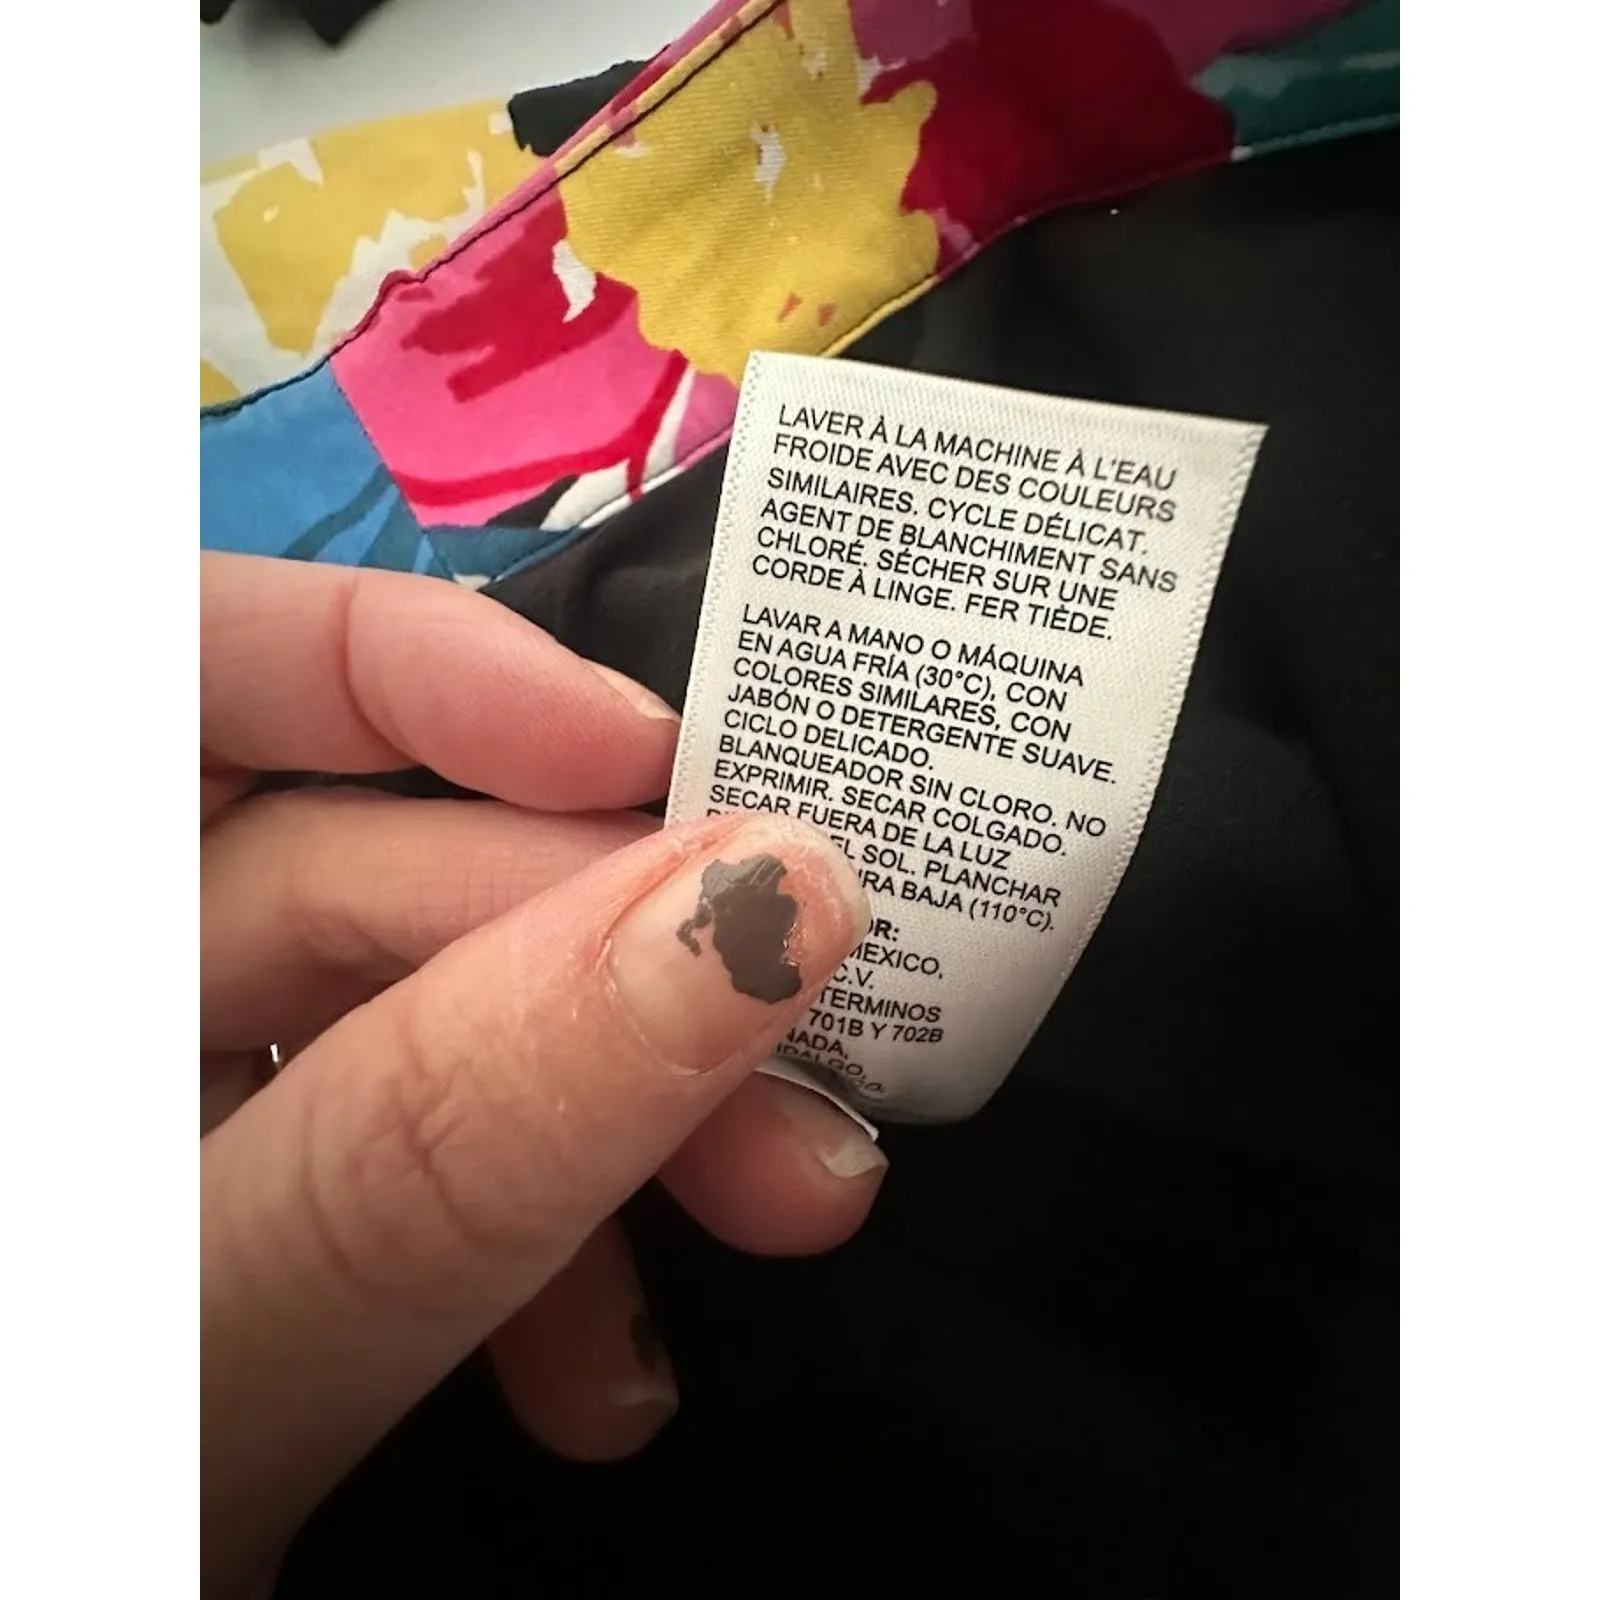 LAVER À LA MACHINE À L'EAU
FROIDE AVEC DES COULEURS
SIMILAIRES. CYCLE DÉLICAT.
AGENT DE BLANCHIMENT SANS
CHLORÉ. SÉCHER SUR UNE
CORDE À LINGE. FER TIÈDE.
LAVAR A MANO O MÁQUINA
EN AGUA FRÍA (30°C), CON
COLORES SIMILARES, CON
JABÓN O DETERGENTE SUAVE.
CICLO DELICADO.
BLANQUEADOR SIN CLORO. NO
EXPRIMIR. SECAR COLGADO.
SECAR FUERA DE LA LUZ
EL SOL. PLANCHAR
BAJA (110°C).
MEXICO,
C.V.
TERMINOS
701B Y 702B